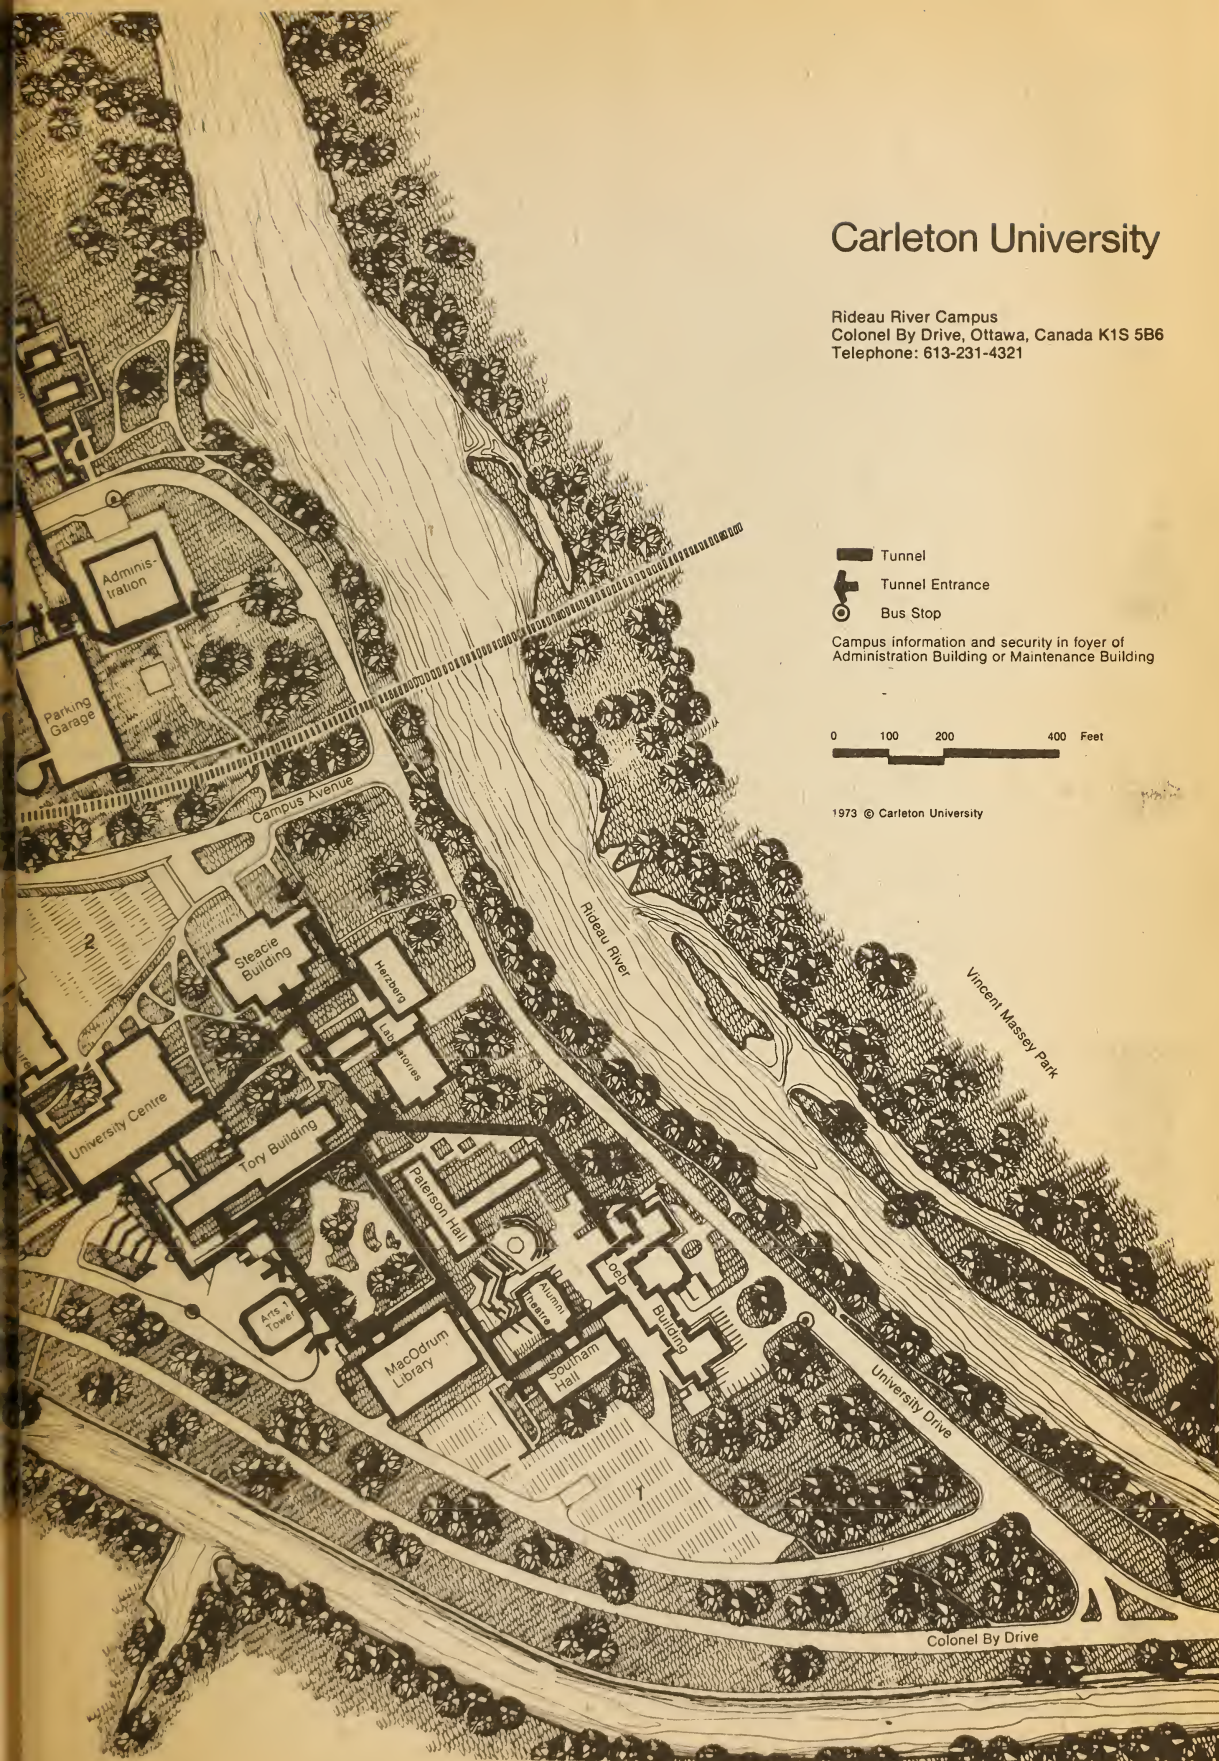 Carleton University
Rideau River Campus
Colonel By Drive, Ottawa, Canada K1S 5B6
Telephone: 613-231-4321
Tunnel
Tunnel Entrance
Bus Stop
Campus information and security in foyer of
Administration Building or Maintenance Building
0 100 200 400 Feet
1973 © Carleton University
Adminis-
tration
Parking
Garage
Campus Avenue
2
Steacie
Building
Herzberg
Laboratories
Rideau River
Vincent Massey Park
University Centre
Tory Building
Paterson Hall
Loeb
Building
Alumni
Theatre
Arts 1
Tower
MacOdrum
Library
Southam
Hall
University Drive
1
Colonel By Drive